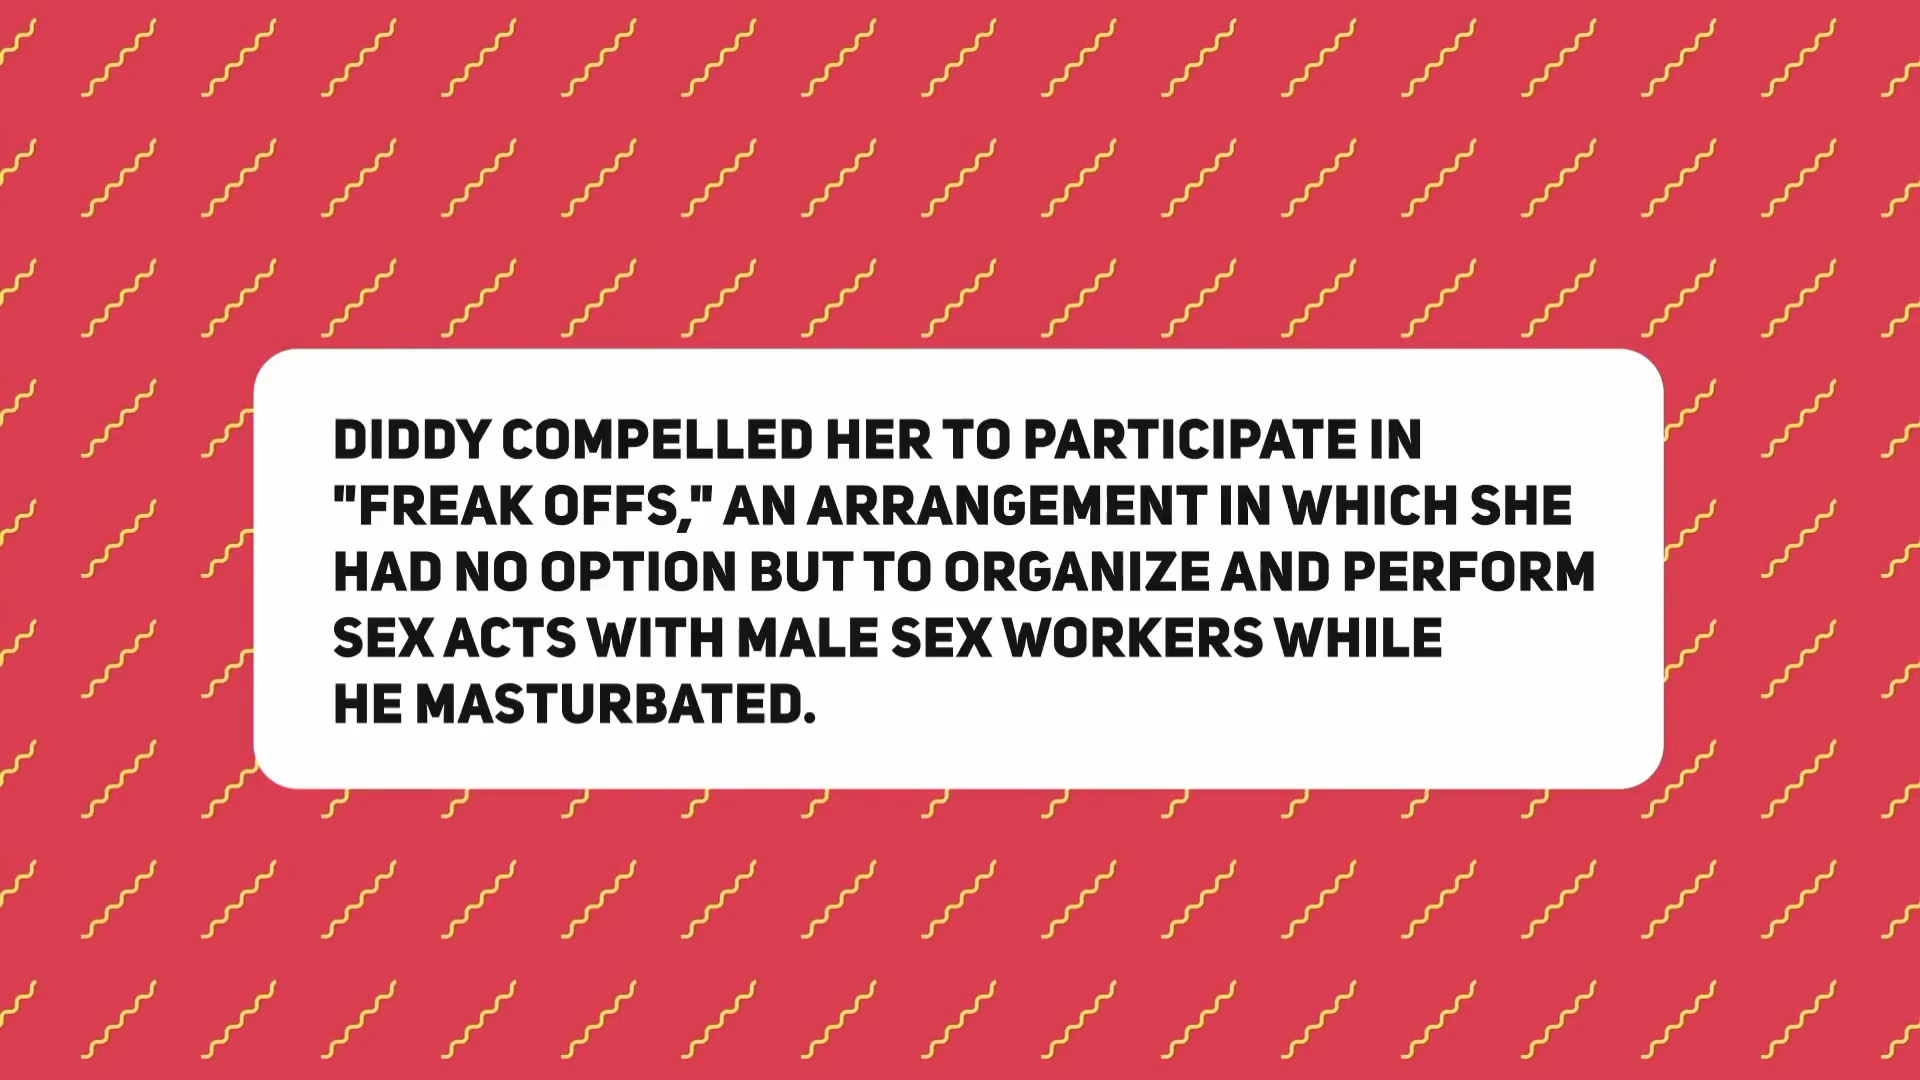 DIDDY COMPELLED HER TO PARTICIPATE IN
"FREAK OFFS," AN ARRANGEMENT IN WHICH SHE
HAD NO OPTION BUT TO ORGANIZE AND PERFORM
SEX ACTS WITH MALE SEX WORKERS WHILE
HE MASTURBATED.